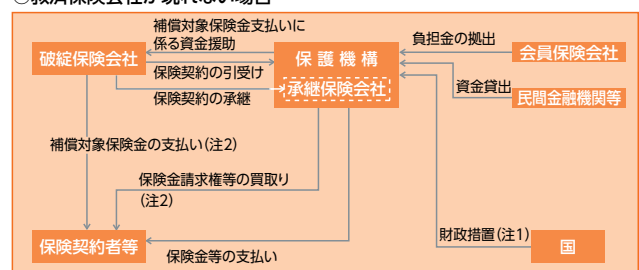 ○救済保険会社が現れない場合
補償対象保険金支払いに
係る資金援助
負担金の拠出
破綻保険会社
保護機構
会員保険会社
保険契約の引受け
資金貸出
承継保険会社
保険契約の承継
民間金融機関等
補償対象保険金の支払い(注2)
保険金請求権等の買取り
(注2)
財政措置(注1)
保険契約者等
国
保険金等の支払い